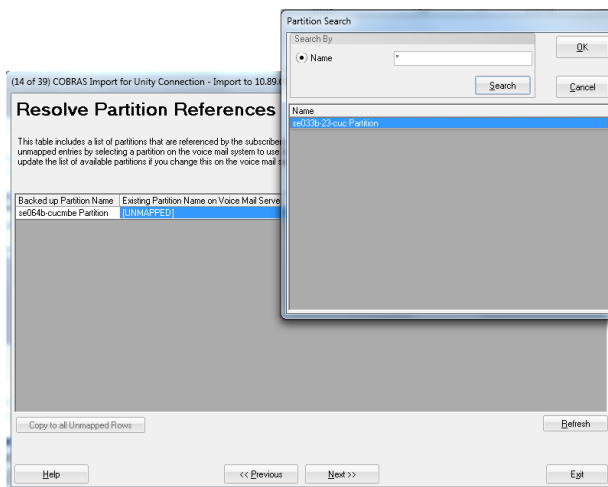 Partition Search
Search By
Name
*
OK
Search
Cancel
Name
se033b-23-cuc Partition
(14 of 39) COBRAS Import for Unity Connection - Import to 10.89.
Resolve Partition References
This table includes a list of partitions that are referenced by the subscribe
unmapped entries by selecting a partition on the voice mail system to use
update the list of available partitions if you change this on the voice mail s
Backed up Partition Name Existing Partition Name on Voice Mail Serve
se064b-cucmbe Partition [UNMAPPED]
Copy to all Unmapped Rows
Refresh
Help
<< Previous
Next >>
Exit